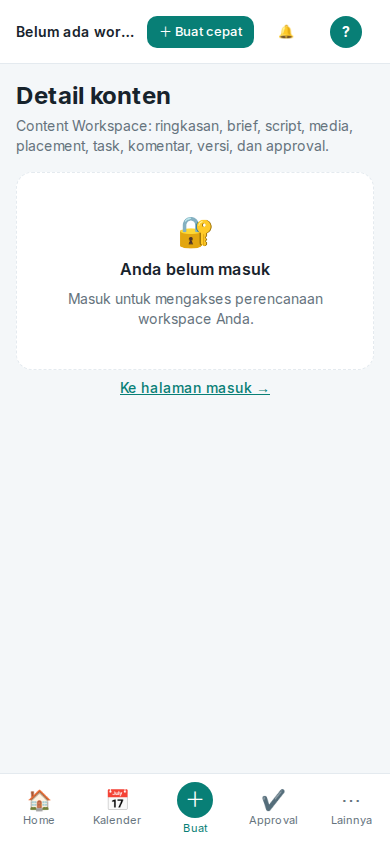 Belum ada wor...
+ Buat cepat
?
Detail konten
Content Workspace: ringkasan, brief, script, media,
placement, task, komentar, versi, dan approval.
Anda belum masuk
Masuk untuk mengakses perencanaan
workspace Anda.
Ke halaman masuk →
Home
Kalender
Buat
Approval
Lainnya